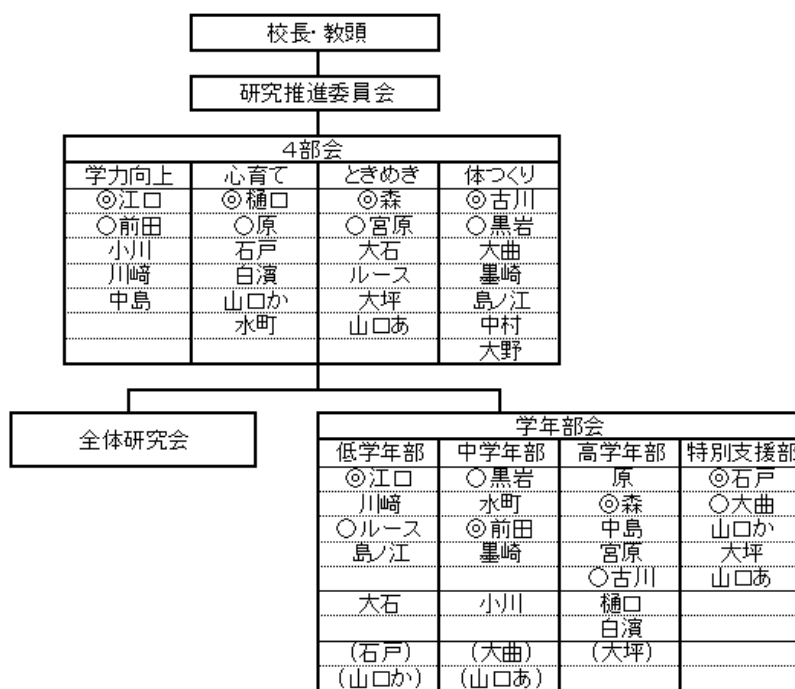 校長・教頭
研究推進委員会
4部会
学力向上 心育て ときめき 体つくり
◎江口 ◎樋口 ◎森 ◎古川
○前田 ○原 ○宮原 ○黒岩
小川 石戸 大石 大曲
川﨑 白濱 ルース 墨崎
中島 山口か 大坪 島ノ江
水町 山口あ 中村
大野
全体研究会
学年部会
低学年部 中学年部 高学年部 特別支援部
◎江口 ○黒岩 原 ◎石戸
川﨑 水町 ◎森 ○大曲
○ルース ◎前田 中島 山口か
島ノ江 墨崎 宮原 大坪
○古川 山口あ
大石 小川 樋口
白濱
(石戸) (大曲) (大坪)
(山口か) (山口あ)